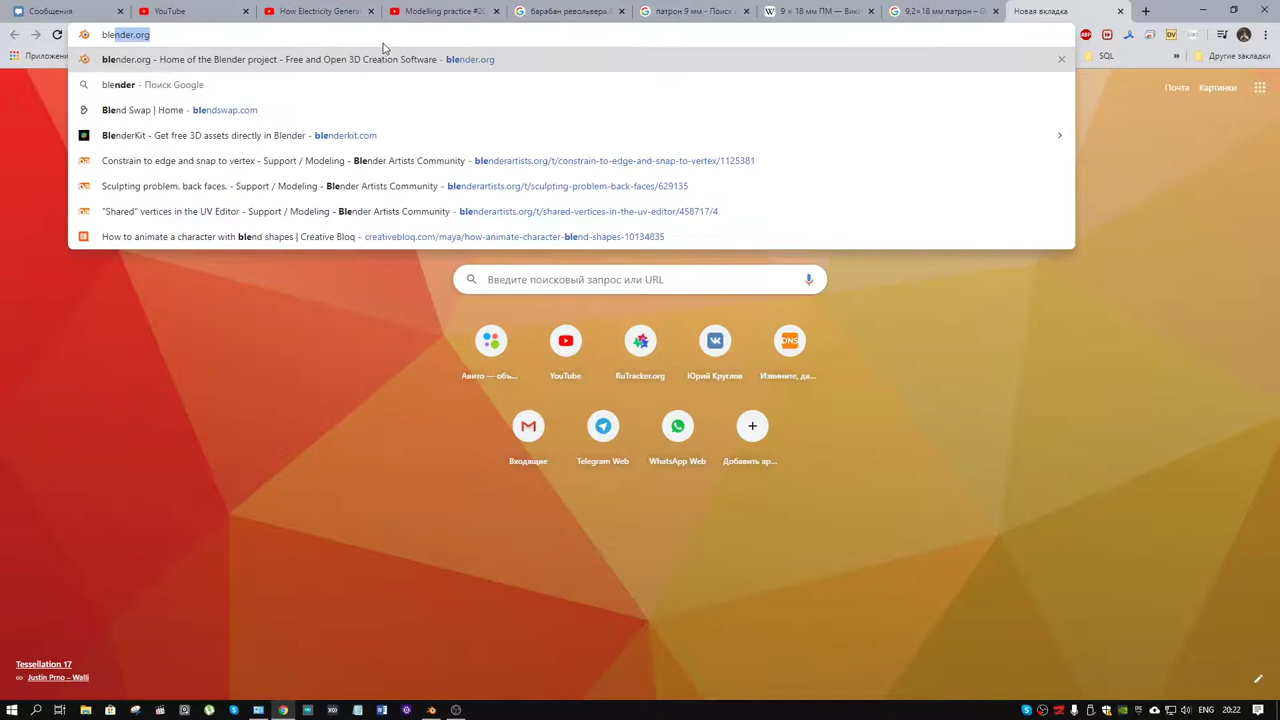 Сообщения
YouTube
How Electricity Genera
Modelling practice #20
барабан револьвера
патрон 9 мм - Поиск
9 × 18 мм ПМ — Вики
9,2×18 мм патрон – G
Новая вкладка
blender.org
Приложени
SQL
Другие закладки
blender.org - Home of the Blender project - Free and Open 3D Creation Software - blender.org
blender - Поиск Google
Blend Swap | Home - blendswap.com
BlenderKit - Get free 3D assets directly in Blender - blenderkit.com
Constrain to edge and snap to vertex - Support / Modeling - Blender Artists Community - blenderartists.org/t/constrain-to-edge-and-snap-to-vertex/1125381
Sculpting problem. back faces. - Support / Modeling - Blender Artists Community - blenderartists.org/t/sculpting-problem-back-faces/629135
"Shared" vertices in the UV Editor - Support / Modeling - Blender Artists Community - blenderartists.org/t/shared-vertices-in-the-uv-editor/458717/4
How to animate a character with blend shapes | Creative Bloq - creativebloq.com/maya/how-animate-character-blend-shapes-10134835
Почта Картинки
Введите поисковый запрос или URL
DNS
Авито — объ...
YouTube
RuTracker.org
Юрий Круглов
Извините, да...
Входящие
Telegram Web
WhatsApp Web
Добавить яр...
Tessellation 17
Justin Prno – Walli
ENG 20:22